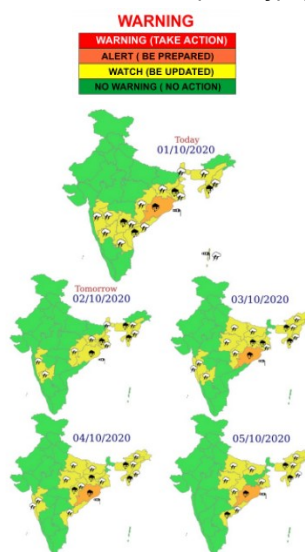 WARNING
WARNING (TAKE ACTION)
ALERT ( BE PREPARED)
WATCH (BE UPDATED)
NO WARNING ( NO ACTION)
Today
01/10/2020
Tomorrow
02/10/2020
03/10/2020
04/10/2020
05/10/2020